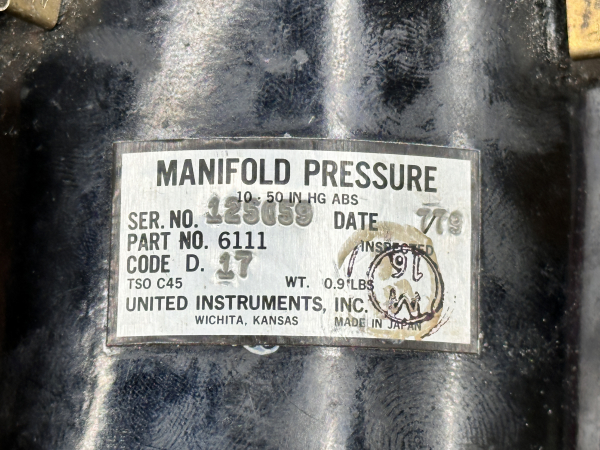 MANIFOLD PRESSURE
10 - 50 IN HG ABS
SER. NO. 125059 DATE 779
PART NO. 6111 INSPECTED
CODE D. 17 16
TSO C45 WT. 0.9 LBS M
UNITED INSTRUMENTS, INC.
WICHITA, KANSAS MADE IN JAPAN